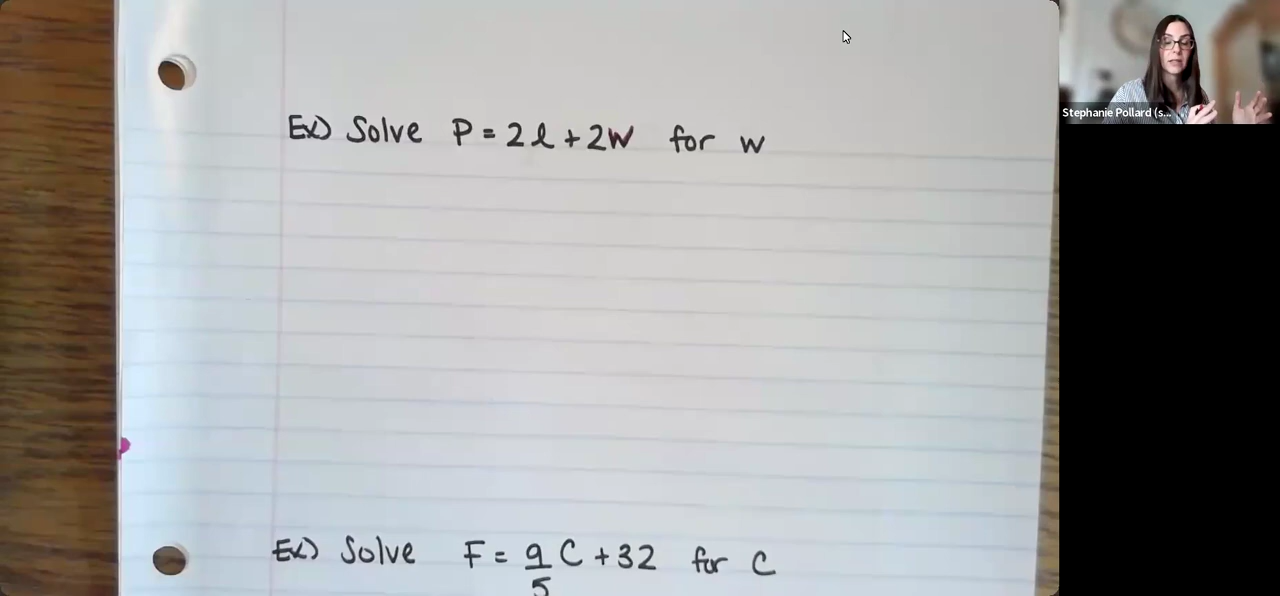 Ex) Solve P = 2l + 2w for w
Stephanie Pollard (s...
Ex) Solve F = 9/5 C + 32 for C